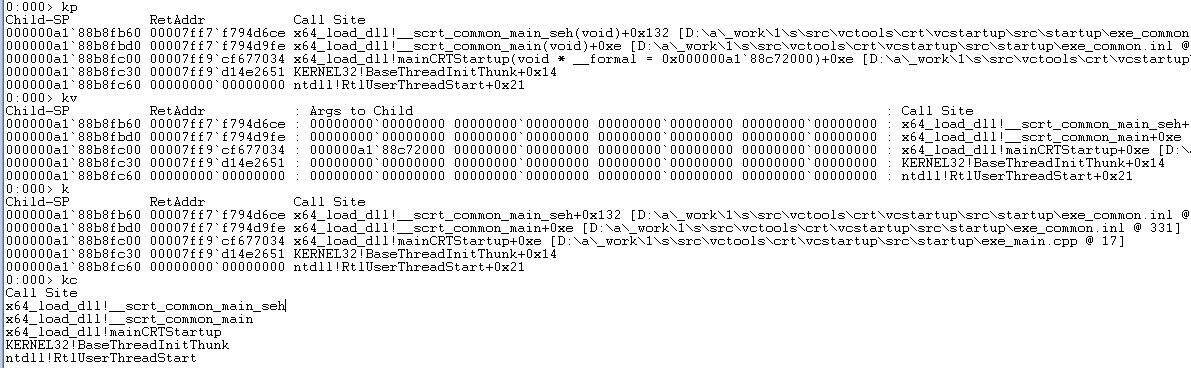 0:000> kp
Child-SP          RetAddr           Call Site
000000a1`88b8fb60 00007ff7`f794d6ce x64_load_dll!__scrt_common_main_seh(void)+0x132 [D:\a\_work\1\s\src\vctools\crt\vcstartup\src\startup\exe_common
000000a1`88b8fbd0 00007ff7`f794d9fe x64_load_dll!__scrt_common_main(void)+0xe [D:\a\_work\1\s\src\vctools\crt\vcstartup\src\startup\exe_common.inl @
000000a1`88b8fc00 00007ff9`cf677034 x64_load_dll!mainCRTStartup(void * __formal = 0x000000a1`88c72000)+0xe [D:\a\_work\1\s\src\vctools\crt\vcstartup
000000a1`88b8fc30 00007ff9`d14e2651 KERNEL32!BaseThreadInitThunk+0x14
000000a1`88b8fc60 00000000`00000000 ntdll!RtlUserThreadStart+0x21
0:000> kv
Child-SP          RetAddr           : Args to Child                                                           : Call Site
000000a1`88b8fb60 00007ff7`f794d6ce : 00000000`00000000 00000000`00000000 00000000`00000000 00000000`00000000 : x64_load_dll!__scrt_common_main_seh+
000000a1`88b8fbd0 00007ff7`f794d9fe : 00000000`00000000 00000000`00000000 00000000`00000000 00000000`00000000 : x64_load_dll!__scrt_common_main+0xe
000000a1`88b8fc00 00007ff9`cf677034 : 000000a1`88c72000 00000000`00000000 00000000`00000000 00000000`00000000 : x64_load_dll!mainCRTStartup+0xe [D:\
000000a1`88b8fc30 00007ff9`d14e2651 : 00000000`00000000 00000000`00000000 00000000`00000000 00000000`00000000 : KERNEL32!BaseThreadInitThunk+0x14
000000a1`88b8fc60 00000000`00000000 : 00000000`00000000 00000000`00000000 00000000`00000000 00000000`00000000 : ntdll!RtlUserThreadStart+0x21
0:000> k
Child-SP          RetAddr           Call Site
000000a1`88b8fb60 00007ff7`f794d6ce x64_load_dll!__scrt_common_main_seh+0x132 [D:\a\_work\1\s\src\vctools\crt\vcstartup\src\startup\exe_common.inl @
000000a1`88b8fbd0 00007ff7`f794d9fe x64_load_dll!__scrt_common_main+0xe [D:\a\_work\1\s\src\vctools\crt\vcstartup\src\startup\exe_common.inl @ 331]
000000a1`88b8fc00 00007ff9`cf677034 x64_load_dll!mainCRTStartup+0xe [D:\a\_work\1\s\src\vctools\crt\vcstartup\src\startup\exe_main.cpp @ 17]
000000a1`88b8fc30 00007ff9`d14e2651 KERNEL32!BaseThreadInitThunk+0x14
000000a1`88b8fc60 00000000`00000000 ntdll!RtlUserThreadStart+0x21
0:000> kc
Call Site
x64_load_dll!__scrt_common_main_seh
x64_load_dll!__scrt_common_main
x64_load_dll!mainCRTStartup
KERNEL32!BaseThreadInitThunk
ntdll!RtlUserThreadStart